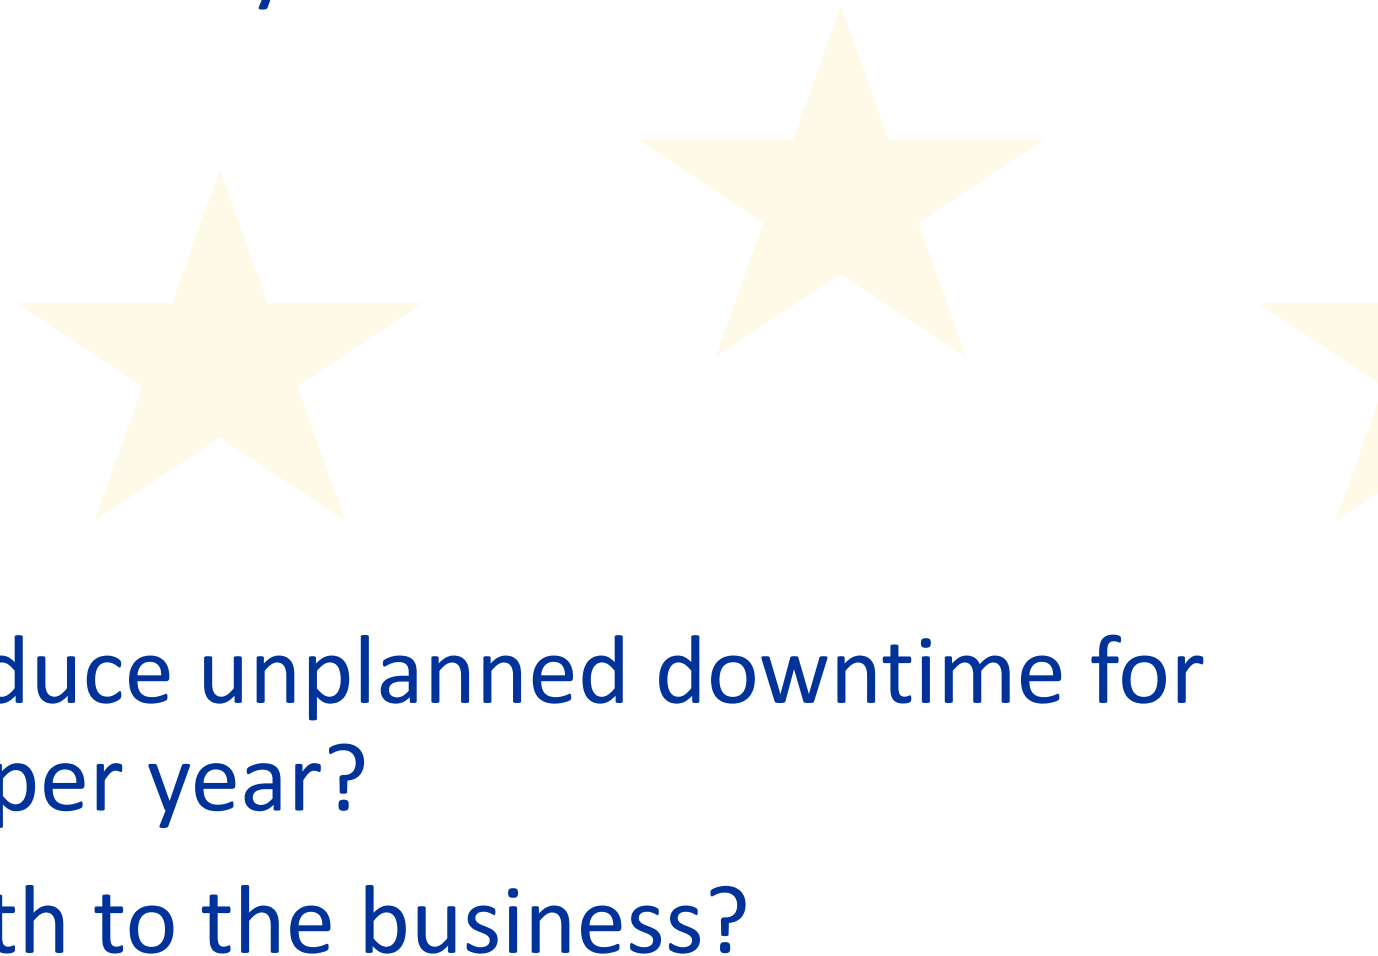 duce unplanned downtime for
per year?
th to the business?